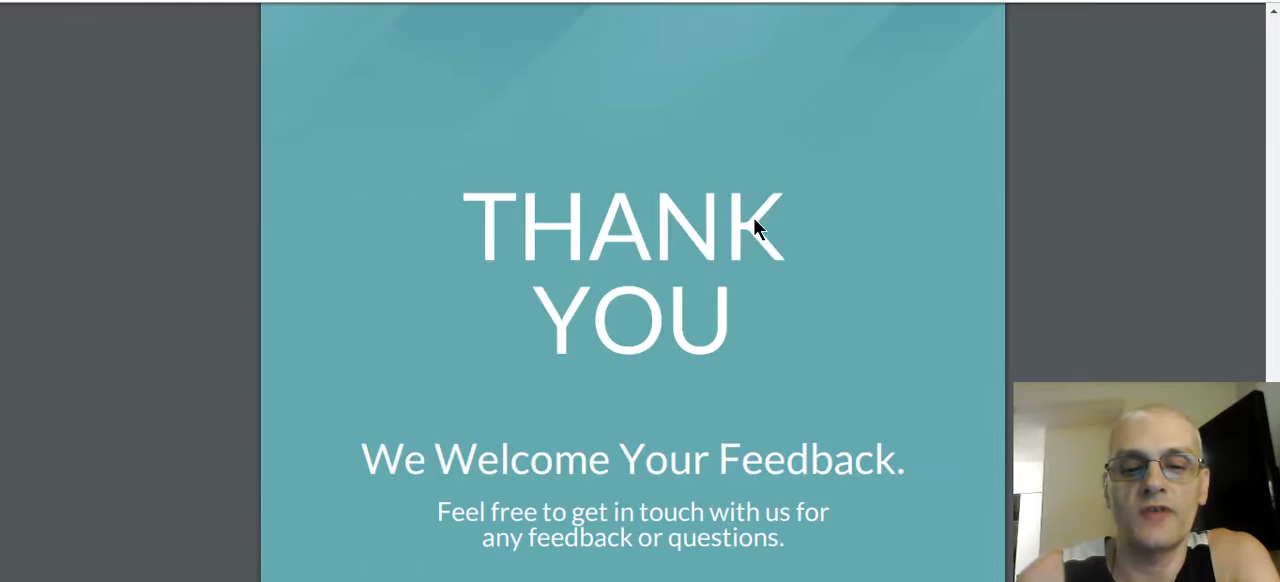 THANK
YOU
We Welcome Your Feedback.
Feel free to get in touch with us for
any feedback or questions.